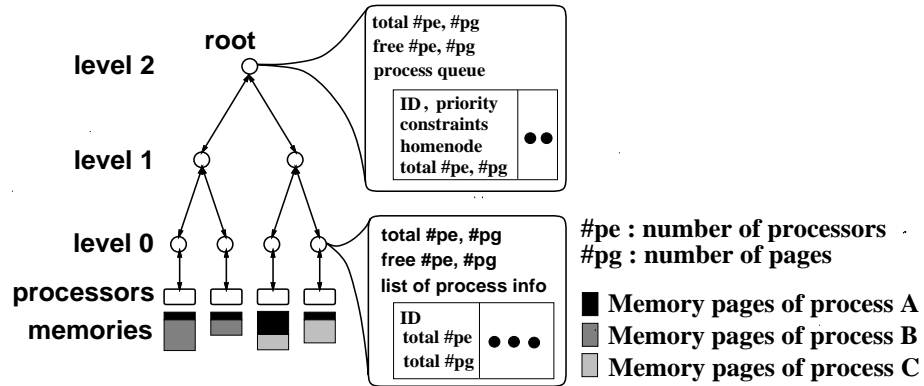 root
level 2
level 1
level 0
processors
memories
total #pe, #pg
free #pe, #pg
process queue
ID , priority
constraints
homenode
total #pe, #pg
total #pe, #pg
free #pe, #pg
list of process info
ID
total #pe
total #pg
#pe : number of processors
#pg : number of pages
Memory pages of process A
Memory pages of process B
Memory pages of process C